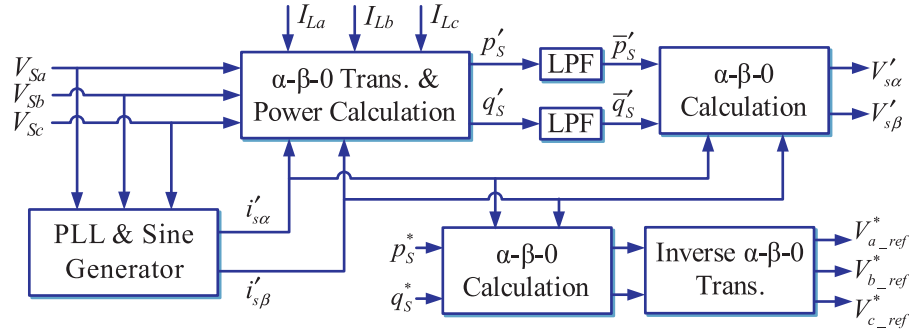 I_La I_Lb I_Lc
V_Sa
V_Sb
V_Sc
α-β-0 Trans. &
Power Calculation
p'_S
LPF
p̅'_S
q'_S
LPF
q̅'_S
α-β-0
Calculation
V'_sα
V'_sβ
PLL & Sine
Generator
i'_sα
i'_sβ
p*_S
q*_S
α-β-0
Calculation
Inverse α-β-0
Trans.
V*_a_ref
V*_b_ref
V*_c_ref